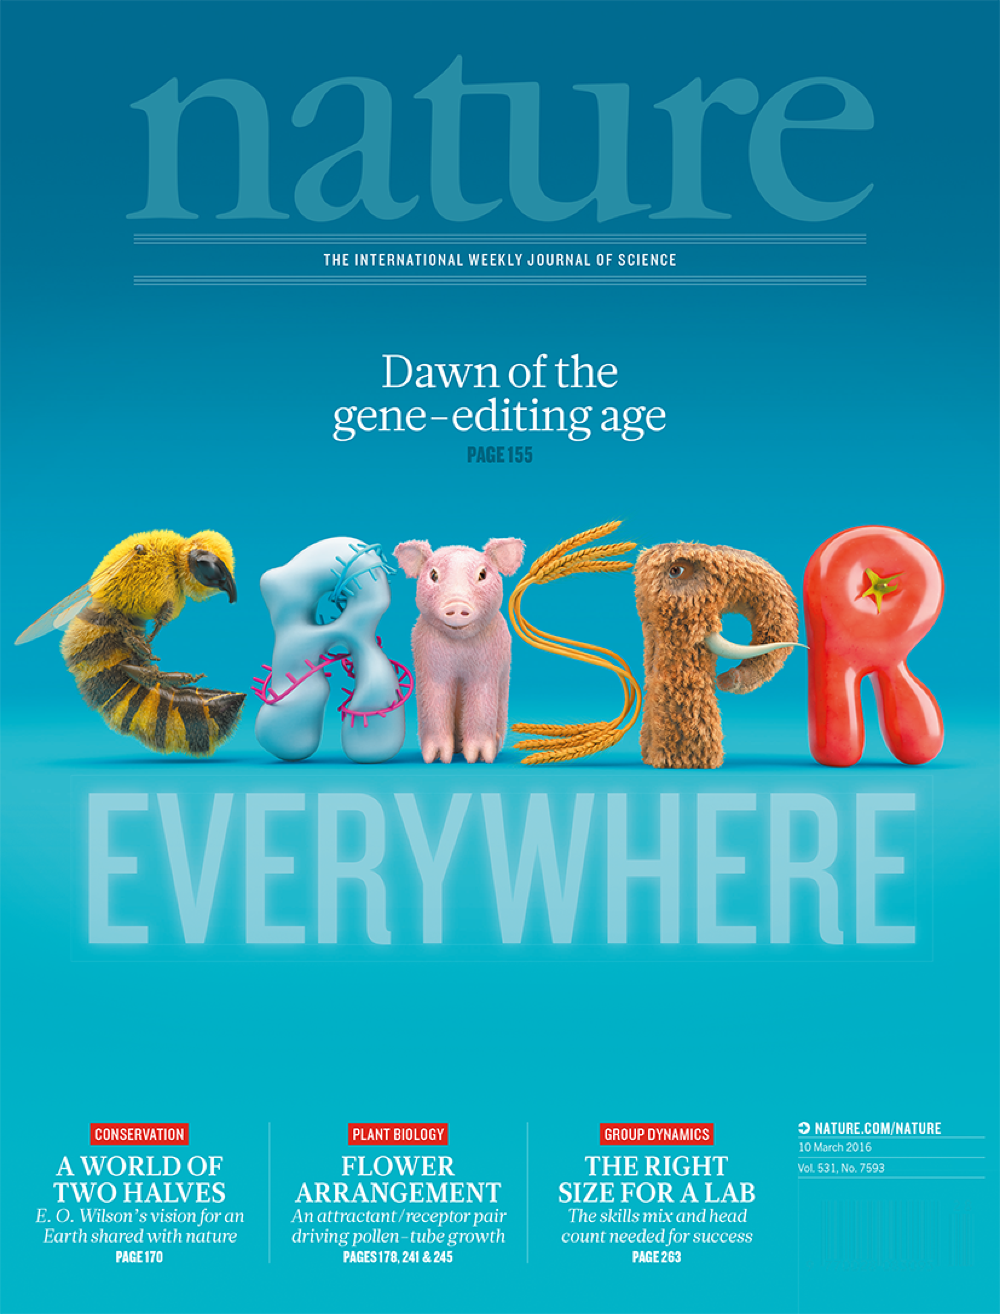 nature
THE INTERNATIONAL WEEKLY JOURNAL OF SCIENCE
Dawn of the
gene-editing age
PAGE 155
CRISPR
EVERYWHERE
CONSERVATION
A WORLD OF
TWO HALVES
E. O. Wilson's vision for an
Earth shared with nature
PAGE 170
PLANT BIOLOGY
FLOWER
ARRANGEMENT
An attractant/receptor pair
driving pollen-tube growth
PAGES 178, 241 & 245
GROUP DYNAMICS
THE RIGHT
SIZE FOR A LAB
The skills mix and head
count needed for success
PAGE 263
NATURE.COM/NATURE
10 March 2016
Vol. 531, No. 7593